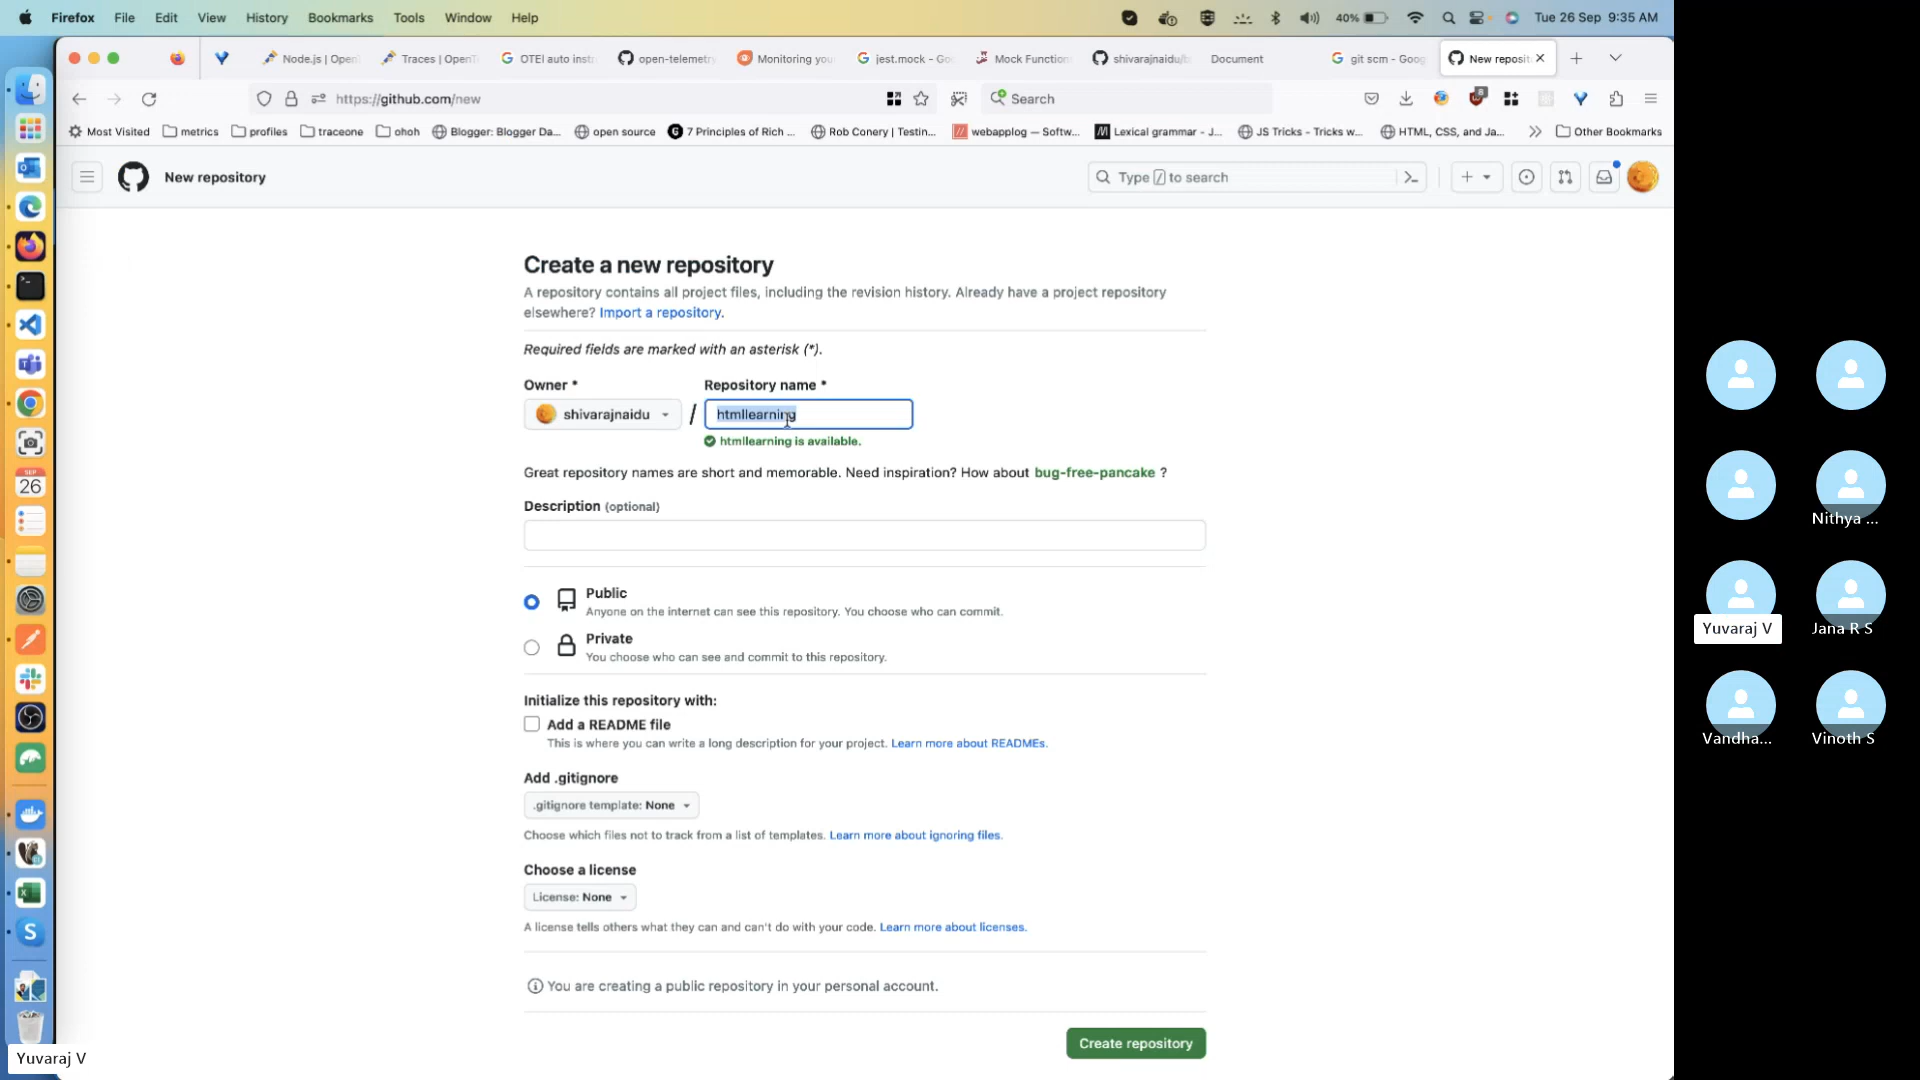 Firefox File Edit View History Bookmarks Tools Window Help
40% Tue 26 Sep 9:35 AM
Node.js | Open Traces | OpenT OTEl auto inst open-telemetry Monitoring you jest.mock - Go Mock Function shivarajnaidu/b Document git scm - Goog New reposit
https://github.com/new
Search
8
Most Visited metrics profiles traceone ohoh Blogger: Blogger Da... open source 7 Principles of Rich ... Rob Conery | Testin... webapplog — Softw... Lexical grammar - J... JS Tricks - Tricks w... HTML, CSS, and Ja... Other Bookmarks
New repository
Type / to search
Create a new repository
A repository contains all project files, including the revision history. Already have a project repository
elsewhere? Import a repository.
Required fields are marked with an asterisk (*).
Owner * Repository name *
shivarajnaidu / htmllearning
htmllearning is available.
Great repository names are short and memorable. Need inspiration? How about bug-free-pancake ?
Description (optional)
Public
Anyone on the internet can see this repository. You choose who can commit.
Private
You choose who can see and commit to this repository.
Initialize this repository with:
Add a README file
This is where you can write a long description for your project. Learn more about READMEs.
Add .gitignore
.gitignore template: None
Choose which files not to track from a list of templates. Learn more about ignoring files.
Choose a license
License: None
A license tells others what they can and can't do with your code. Learn more about licenses.
You are creating a public repository in your personal account.
Create repository
SEP
26
Yuvaraj V
Nithya ...
Yuvaraj V
Jana R S
Vandha...
Vinoth S